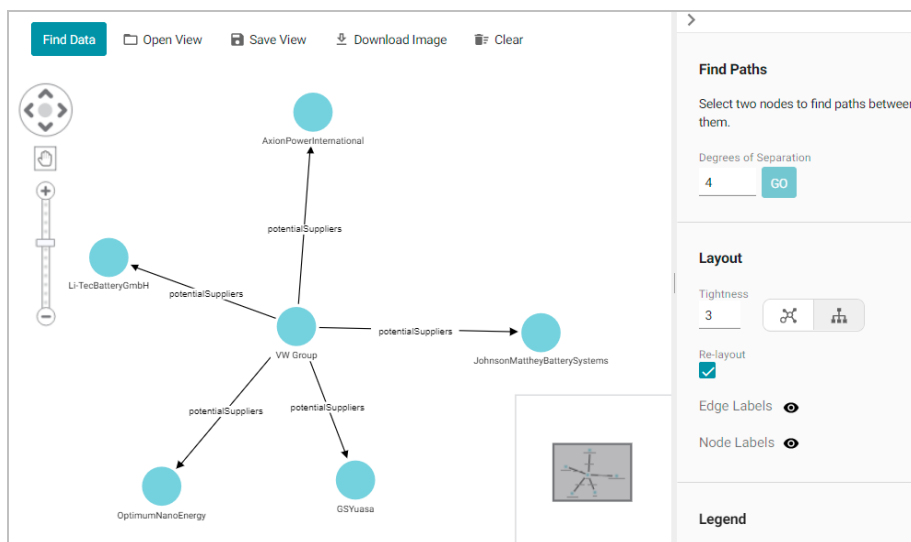 Find Data
Open View
Save View
Download Image
Clear
AxionPowerInternational
potentialSuppliers
Li-TecBatteryGmbH
potentialSuppliers
VW Group
potentialSuppliers
JohnsonMattheyBatterySystems
potentialSuppliers
potentialSuppliers
OptimumNanoEnergy
GSYuasa
Find Paths
Select two nodes to find paths between
them.
Degrees of Separation
4
GO
Layout
Tightness
3
Re-layout
Edge Labels
Node Labels
Legend